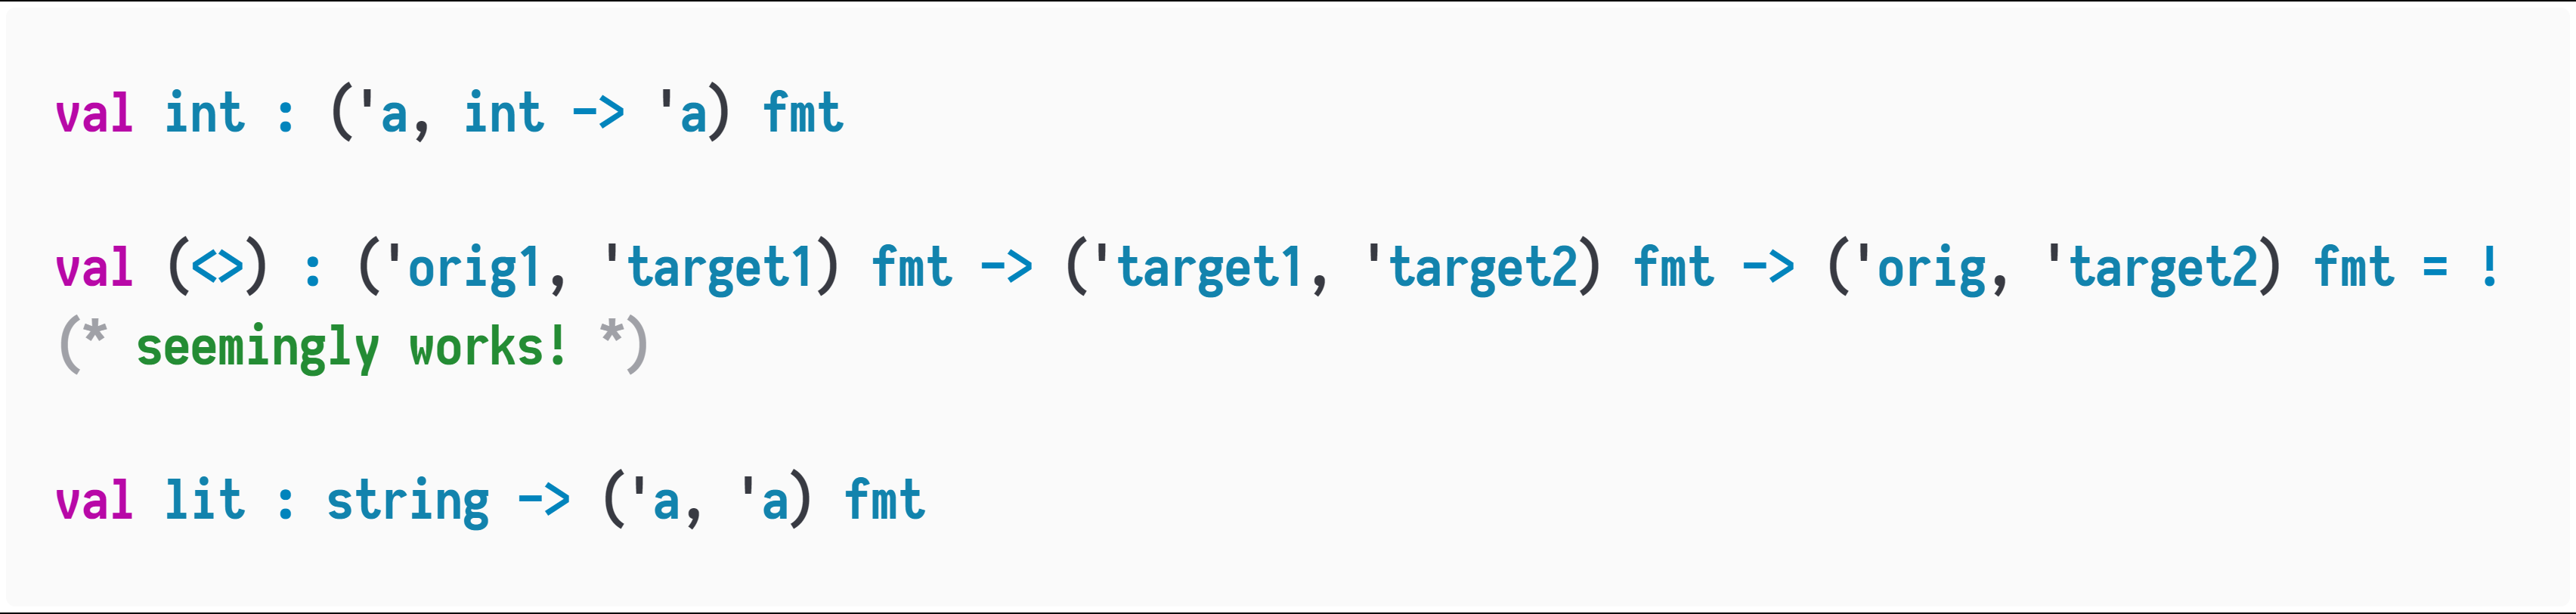 val int : ('a, int -> 'a) fmt
val (<>) : ('orig1, 'target1) fmt -> ('target1, 'target2) fmt -> ('orig, 'target2) fmt = !
(* seemingly works! *)
val lit : string -> ('a, 'a) fmt